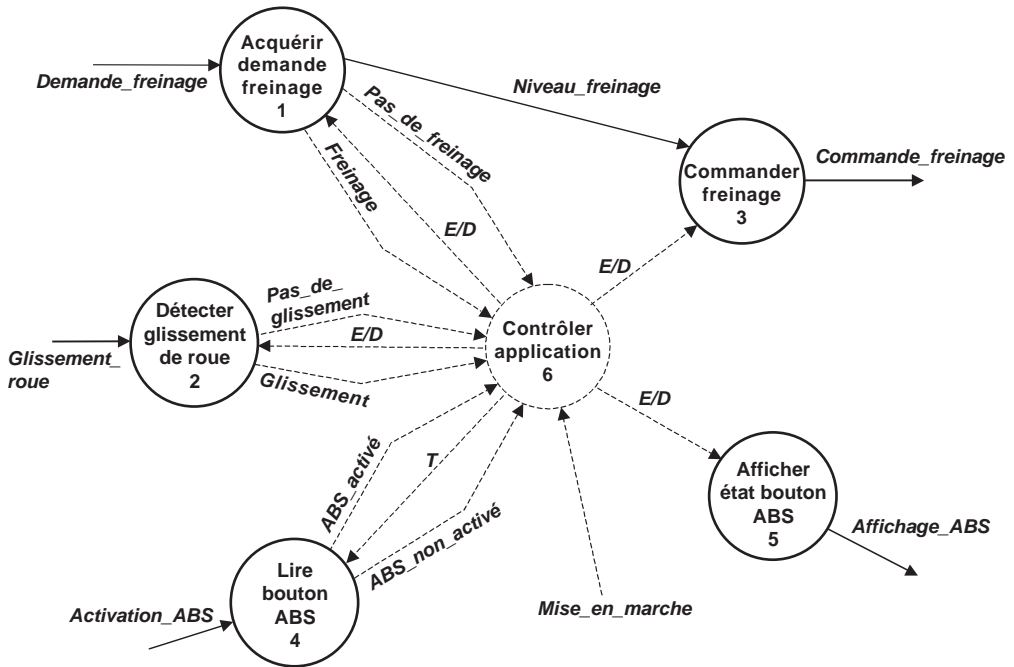 Acquérir
demande
freinage
1
Demande_freinage
Niveau_freinage
Pas_de_freinage
Freinage
E/D
Commander
freinage
3
Commande_freinage
E/D
Détecter
glissement
de roue
2
Pas_de_
glissement
E/D
Glissement
Glissement_
roue
Contrôler
application
6
E/D
ABS_activé
T
ABS_non_activé
Afficher
état bouton
ABS
5
Affichage_ABS
Lire
bouton
ABS
4
Activation_ABS
Mise_en_marche